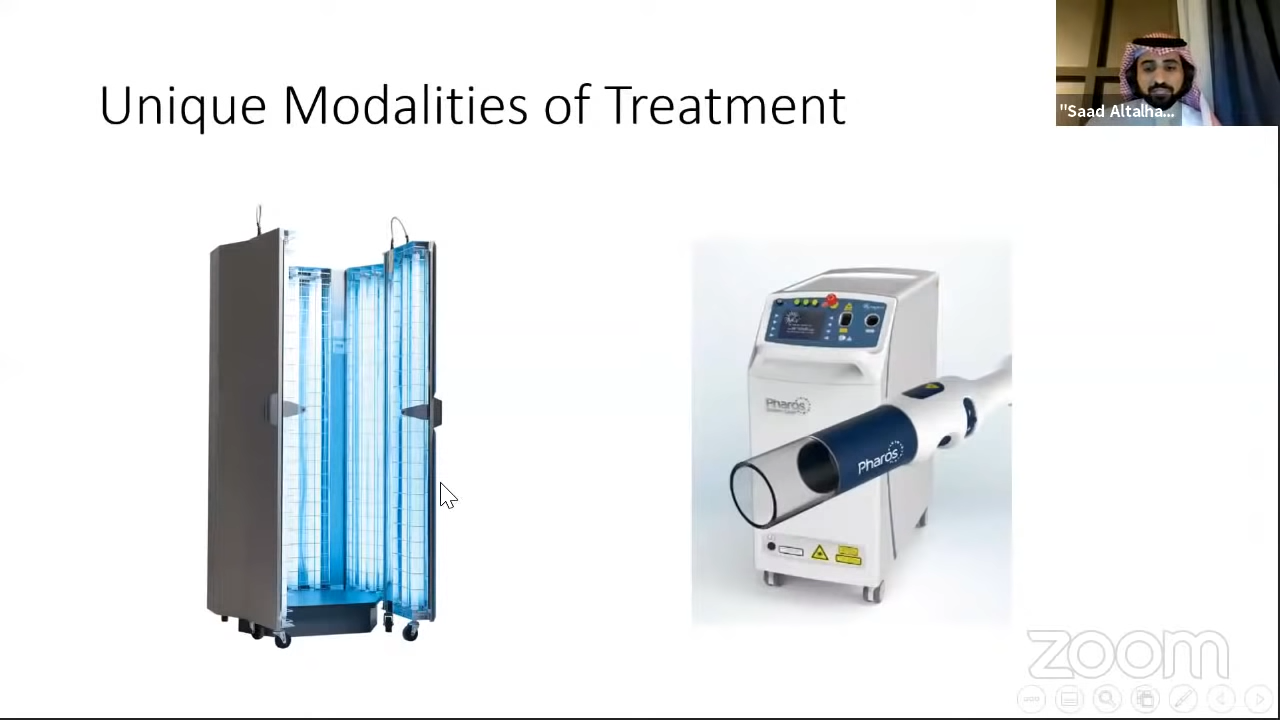 Unique Modalities of Treatment
"Saad Altalha...
Pharos
Pharos
zoom